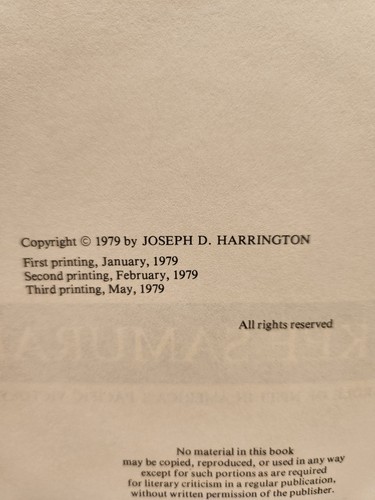 Copyright © 1979 by JOSEPH D. HARRINGTON
First printing, January, 1979
Second printing, February, 1979
Third printing, May, 1979
All rights reserved
No material in this book
may be copied, reproduced, or used in any way
except for such portions as are required
for literary criticism in a regular publication,
without written permission of the publisher.